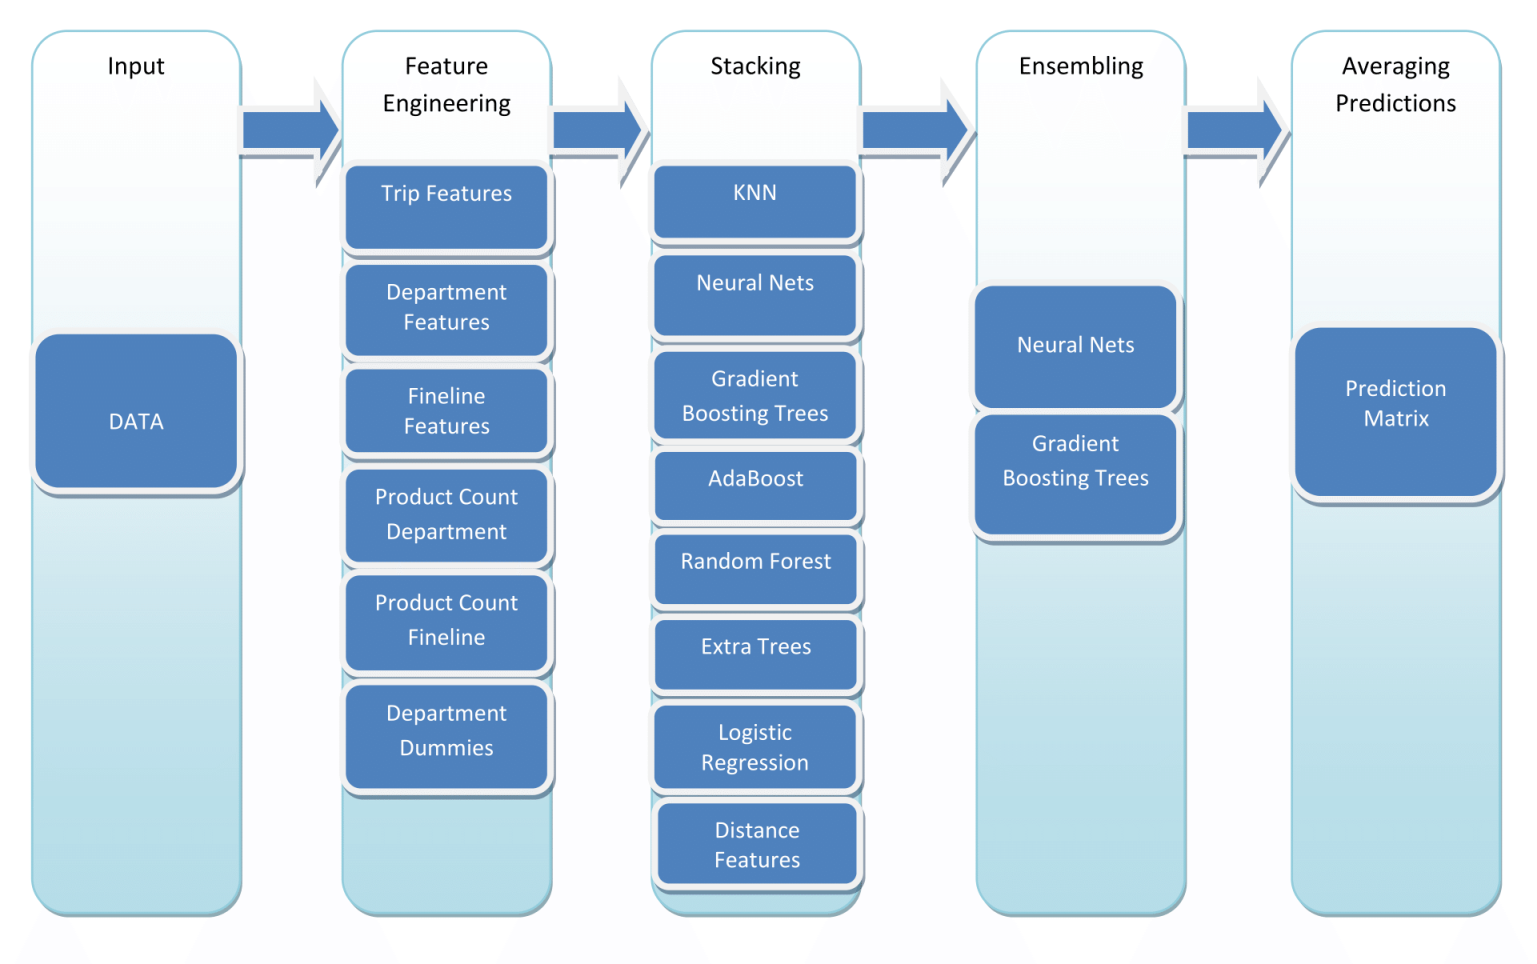 Input
DATA
Feature
Engineering
Trip Features
Department
Features
Fineline
Features
Product Count
Department
Product Count
Fineline
Department
Dummies
Stacking
KNN
Neural Nets
Gradient
Boosting Trees
AdaBoost
Random Forest
Extra Trees
Logistic
Regression
Distance
Features
Ensembling
Neural Nets
Gradient
Boosting Trees
Averaging
Predictions
Prediction
Matrix